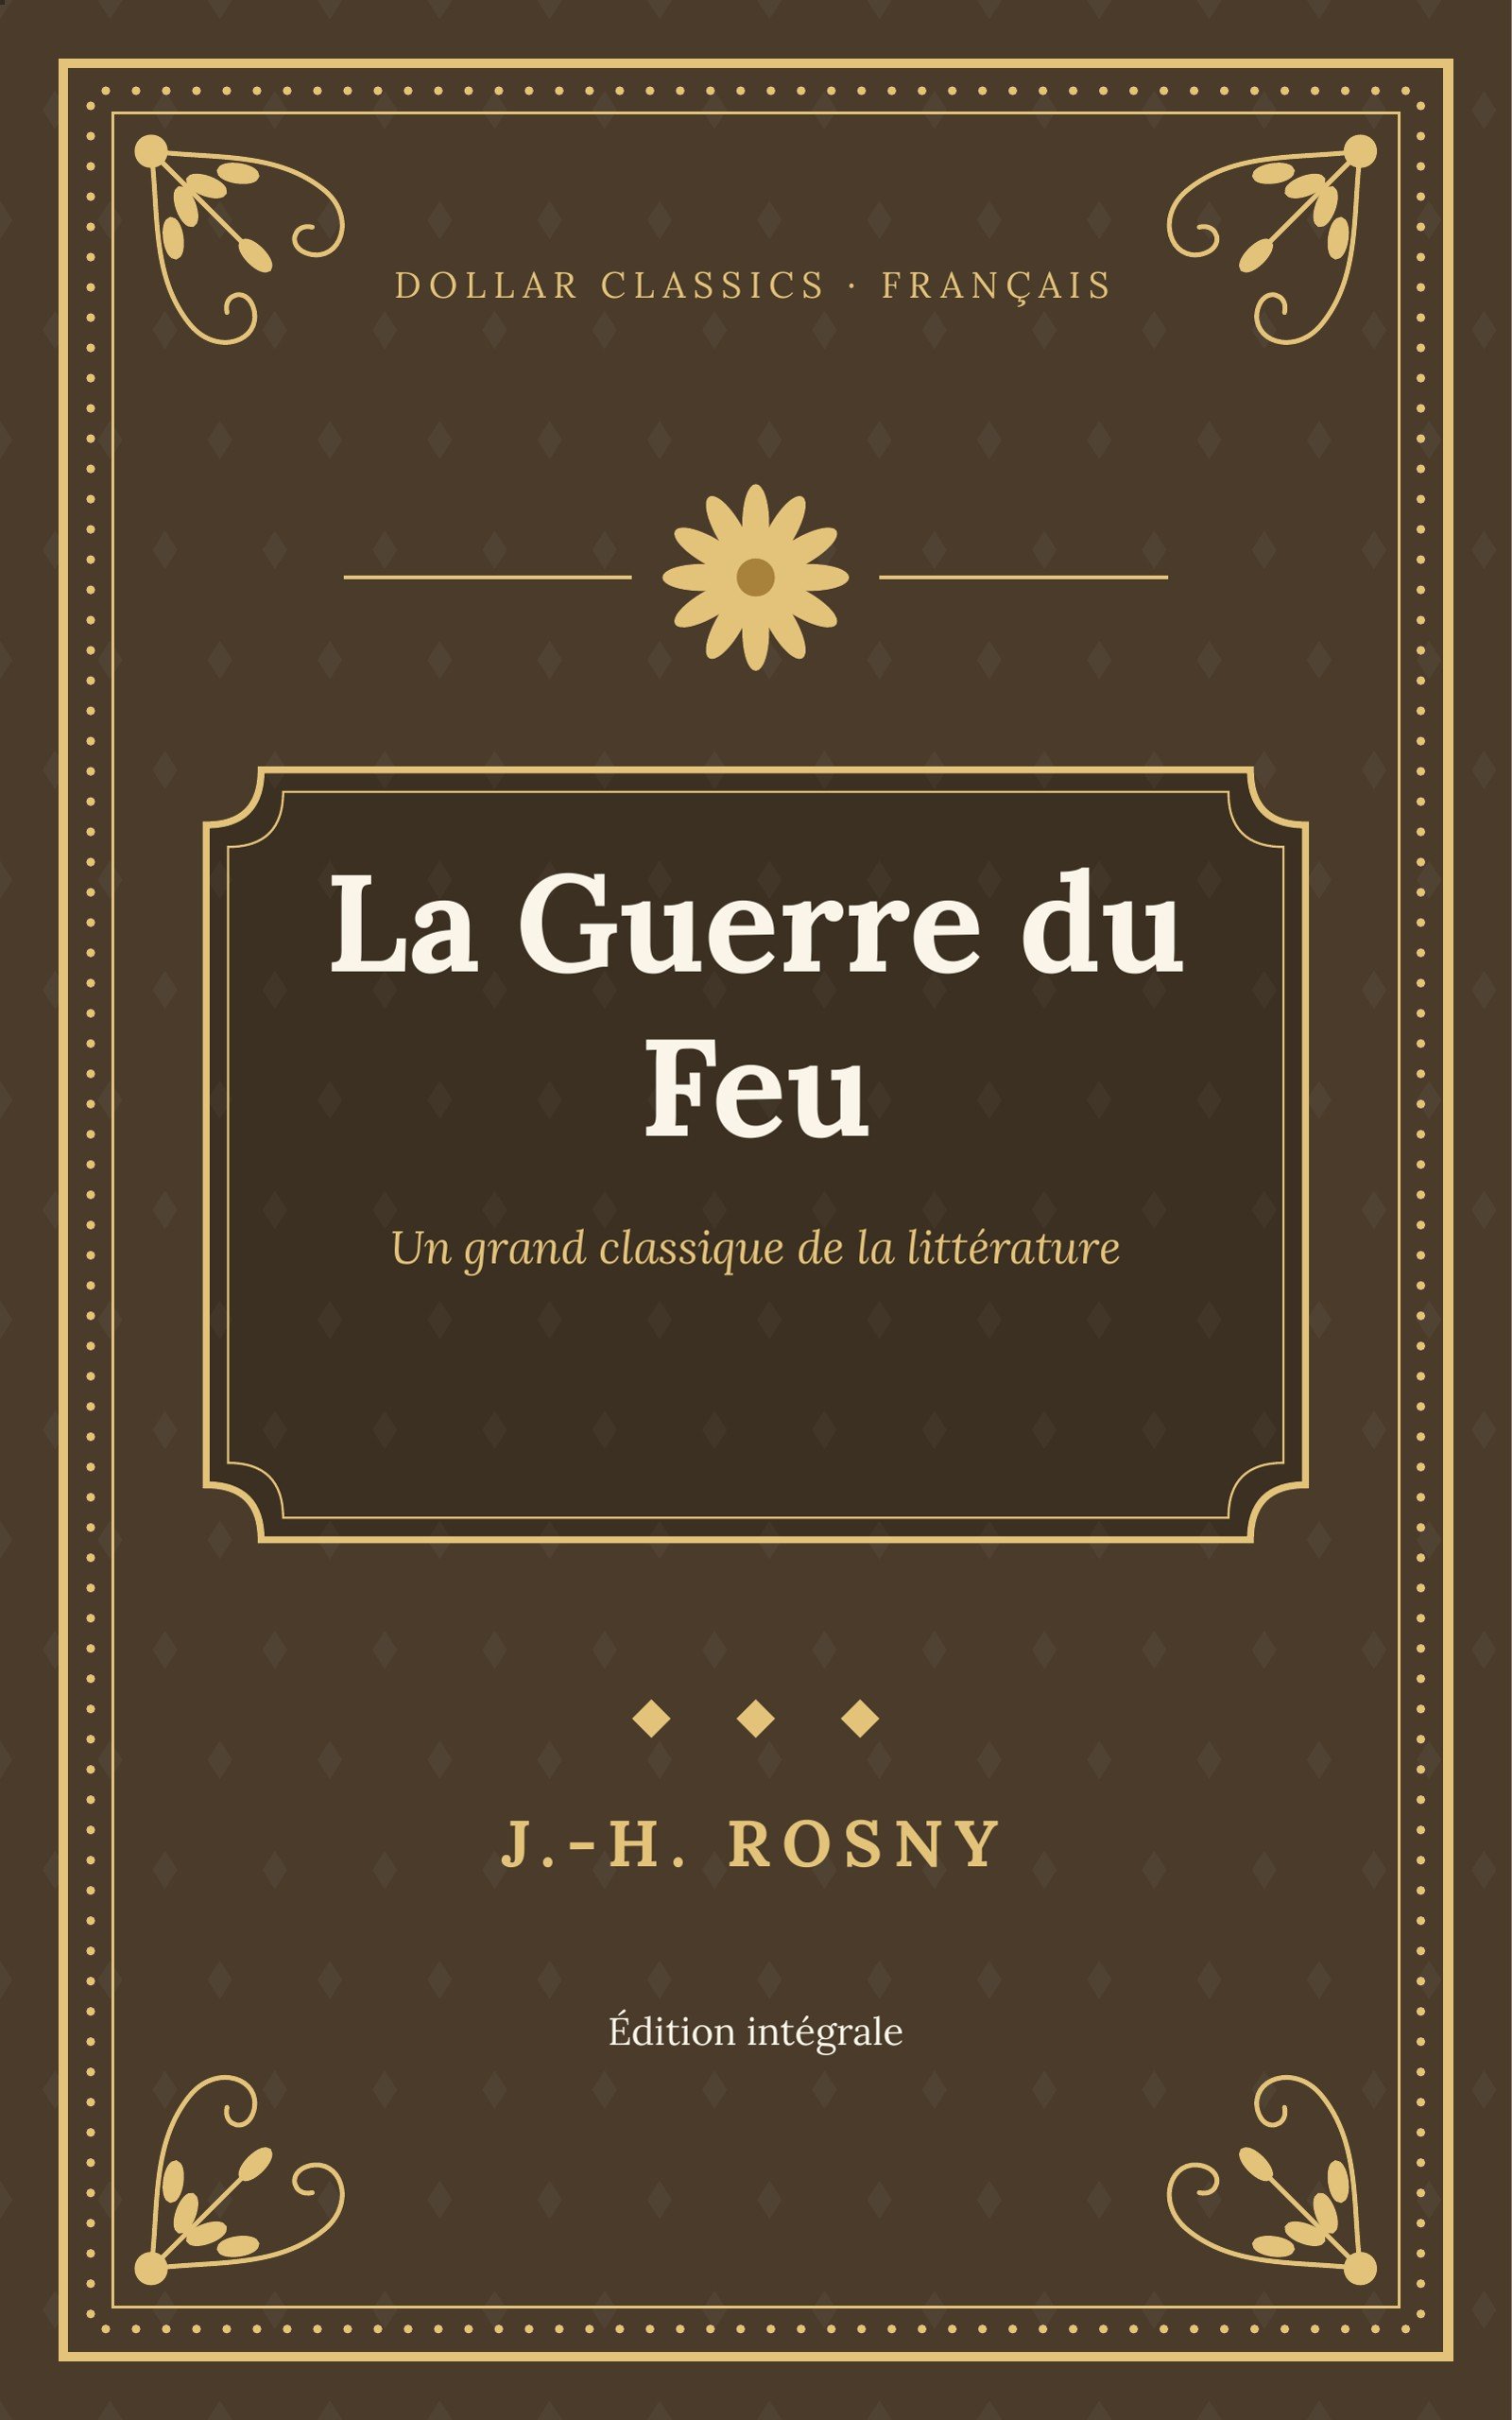 DOLLAR CLASSICS · FRANÇAIS
La Guerre du
Feu
Un grand classique de la littérature
J.-H. ROSNY
Édition intégrale